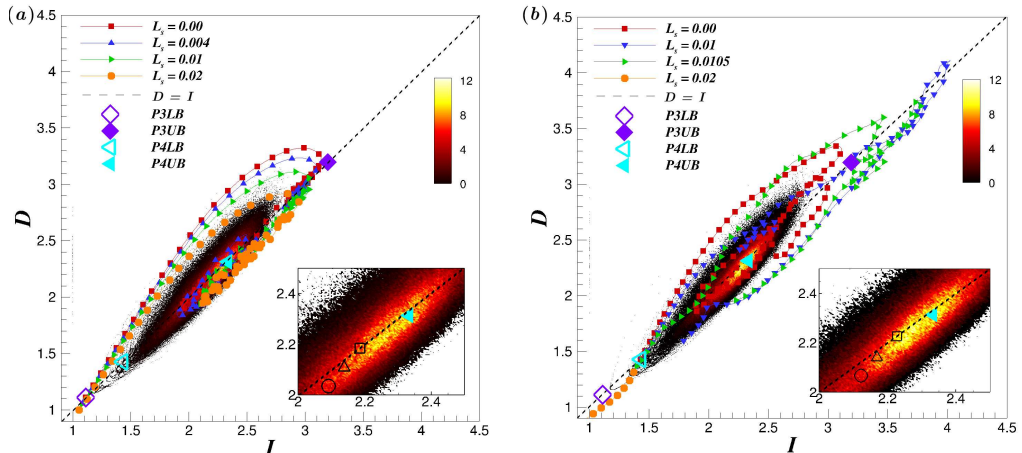 (a)
L_s = 0.00
L_s = 0.004
L_s = 0.01
L_s = 0.02
D = I
P3LB
P3UB
P4LB
P4UB
12
8
4
0
4.5
4
3.5
3
2.5
2
1.5
1
D
1 1.5 2 2.5 3 3.5 4 4.5
I
2.4
2.2
2
2 2.2 2.4
(b)
L_s = 0.00
L_s = 0.01
L_s = 0.0105
L_s = 0.02
D = I
P3LB
P3UB
P4LB
P4UB
12
8
4
0
4.5
4
3.5
3
2.5
2
1.5
1
D
1 1.5 2 2.5 3 3.5 4 4.5
I
2.4
2.2
2
2 2.2 2.4